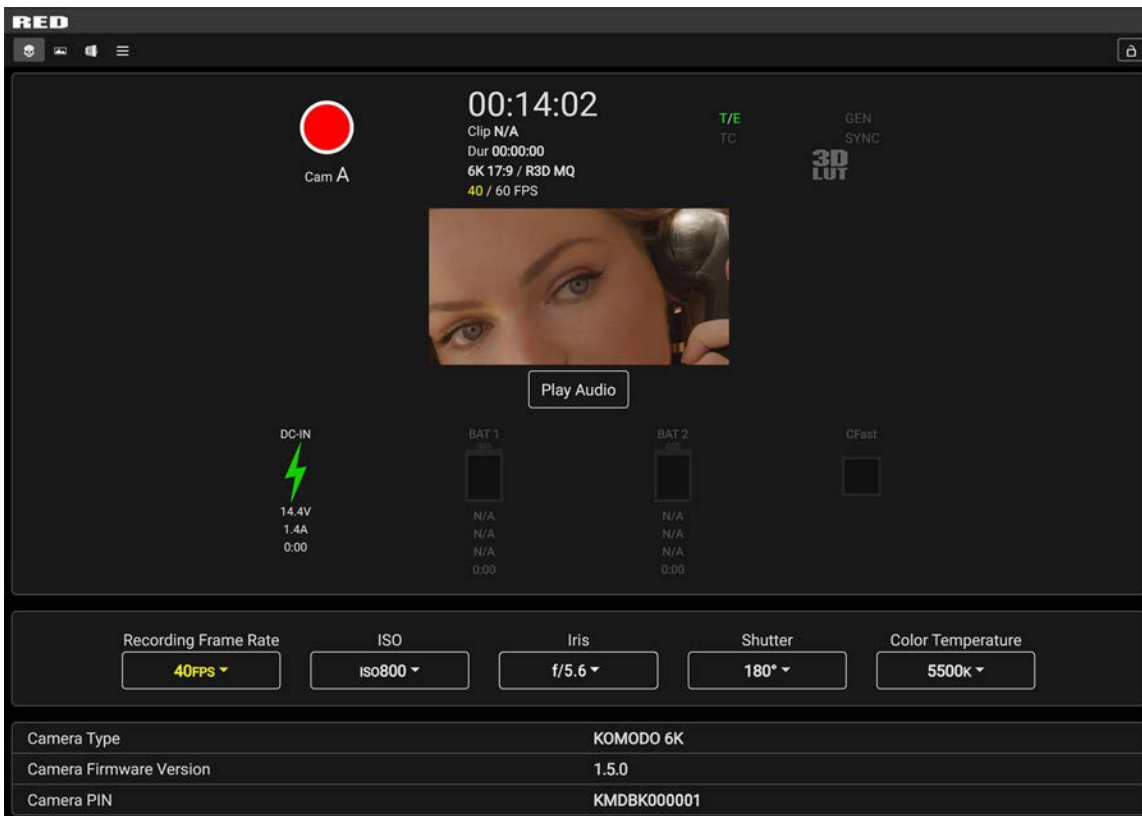 RED
00:14:02
Clip N/A
Dur 00:00:00
6K 17:9 / R3D MQ
40 / 60 FPS
Cam A
T/E
TC
GEN
SYNC
3D
LUT
Play Audio
DC-IN
14.4V
1.4A
0:00
BAT 1
N/A
N/A
N/A
0:00
BAT 2
N/A
N/A
N/A
0:00
CFast
Recording Frame Rate
40FPS
ISO
ISO800
Iris
f/5.6
Shutter
180°
Color Temperature
5500K
Camera Type KOMODO 6K
Camera Firmware Version 1.5.0
Camera PIN KMDBK000001